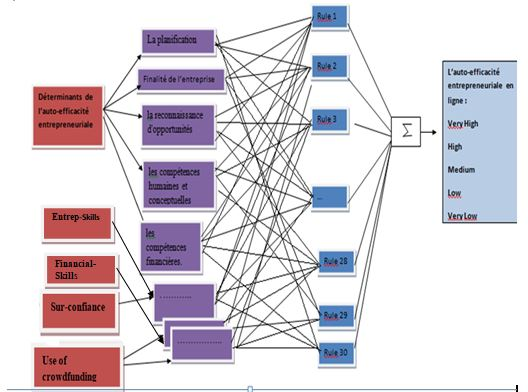 Déterminants de
l'auto-efficacité
entrepreneuriale
Entrep-Skills
Financial-
Skills
Sur-confiance
Use of
crowdfunding
La planification
Finalité de l'entreprise
la reconnaissance
d'opportunités
les compétences
humaines et
conceptuelles
les
compétences
financières.
............
..............
Rule 1
Rule 2
Rule 3
...
Rule 28
Rule 29
Rule 30
Σ
L'auto-efficacité
entrepreneuriale en
ligne :
Very High
High
Medium
Low
Very Low